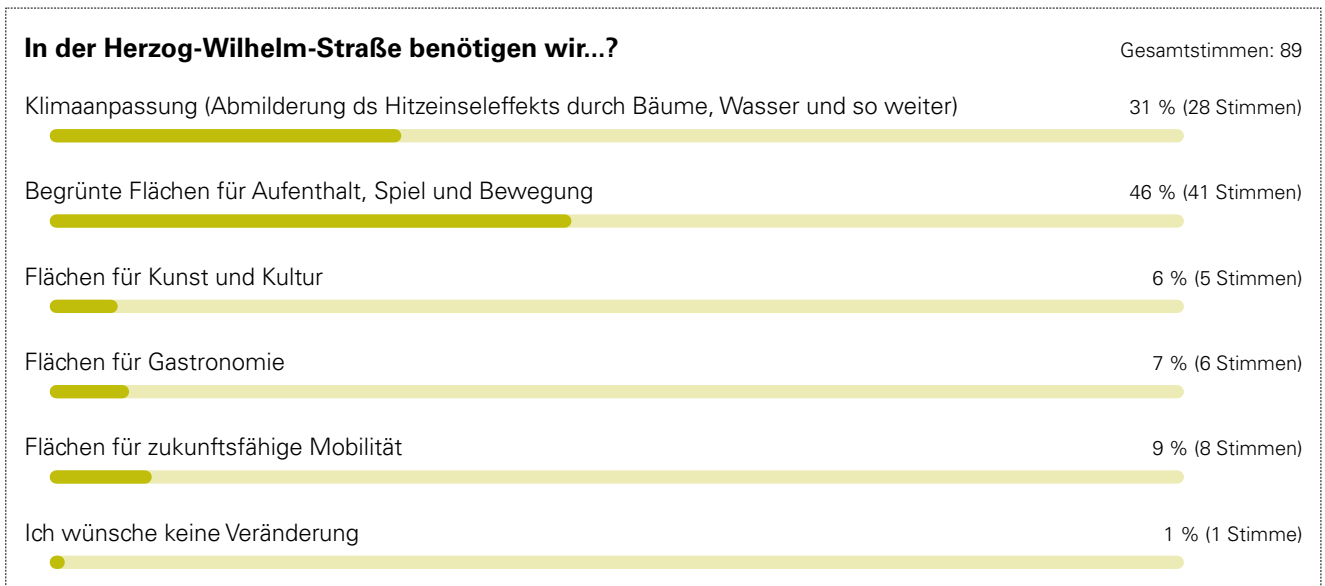 In der Herzog-Wilhelm-Straße benötigen wir...? Gesamtstimmen: 89
Klimaanpassung (Abmilderung ds Hitzeinseleffekts durch Bäume, Wasser und so weiter) 31 % (28 Stimmen)
Begrünte Flächen für Aufenthalt, Spiel und Bewegung 46 % (41 Stimmen)
Flächen für Kunst und Kultur 6 % (5 Stimmen)
Flächen für Gastronomie 7 % (6 Stimmen)
Flächen für zukunftsfähige Mobilität 9 % (8 Stimmen)
Ich wünsche keine Veränderung 1 % (1 Stimme)